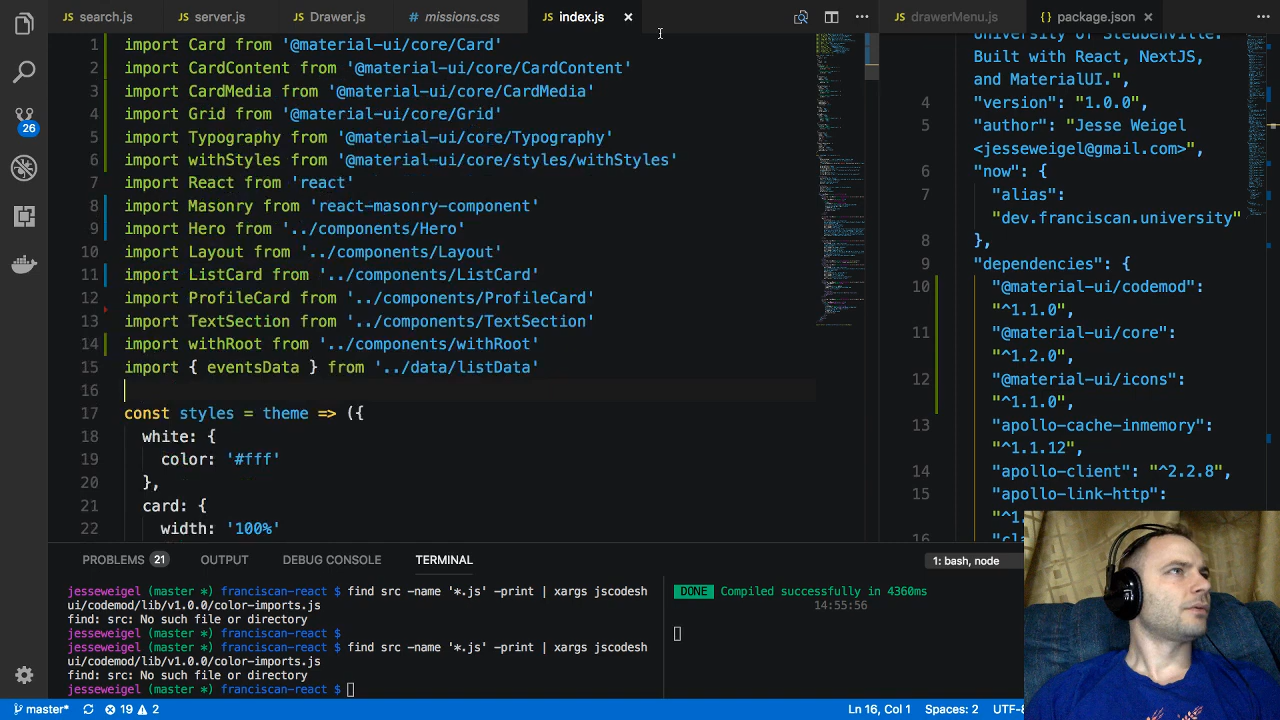 search.js
server.js
Drawer.js
missions.css
index.js
drawerMenu.js
package.json
26
1 import Card from '@material-ui/core/Card'
2 import CardContent from '@material-ui/core/CardContent'
3 import CardMedia from '@material-ui/core/CardMedia'
4 import Grid from '@material-ui/core/Grid'
5 import Typography from '@material-ui/core/Typography'
6 import withStyles from '@material-ui/core/styles/withStyles'
7 import React from 'react'
8 import Masonry from 'react-masonry-component'
9 import Hero from '../components/Hero'
10 import Layout from '../components/Layout'
11 import ListCard from '../components/ListCard'
12 import ProfileCard from '../components/ProfileCard'
13 import TextSection from '../components/TextSection'
14 import withRoot from '../components/withRoot'
15 import { eventsData } from '../data/listData'
16
17 const styles = theme => ({
18 white: {
19 color: '#fff'
20 },
21 card: {
22 width: '100%'
University of Steubenville.
Built with React, NextJS,
and MaterialUI.",
4 "version": "1.0.0",
5 "author": "Jesse Weigel
<jesseweigel@gmail.com>",
6 "now": {
7 "alias":
"dev.franciscan.university"
8 },
9 "dependencies": {
10 "@material-ui/codemod":
"^1.1.0",
11 "@material-ui/core":
"^1.2.0",
12 "@material-ui/icons":
"^1.1.0",
13 "apollo-cache-inmemory":
"^1.1.12",
14 "apollo-client": "^2.2.8",
15 "apollo-link-http":
"^1.
16
PROBLEMS 21 OUTPUT DEBUG CONSOLE TERMINAL 1: bash, node
jesseweigel (master *) franciscan-react $ find src -name '*.js' -print | xargs jscodesh
ui/codemod/lib/v1.0.0/color-imports.js
find: src: No such file or directory
jesseweigel (master *) franciscan-react $
jesseweigel (master *) franciscan-react $ find src -name '*.js' -print | xargs jscodesh
ui/codemod/lib/v1.0.0/color-imports.js
find: src: No such file or directory
jesseweigel (master *) franciscan-react $
DONE Compiled successfully in 4360ms
14:55:56
master* 19 2 Ln 16, Col 1 Spaces: 2